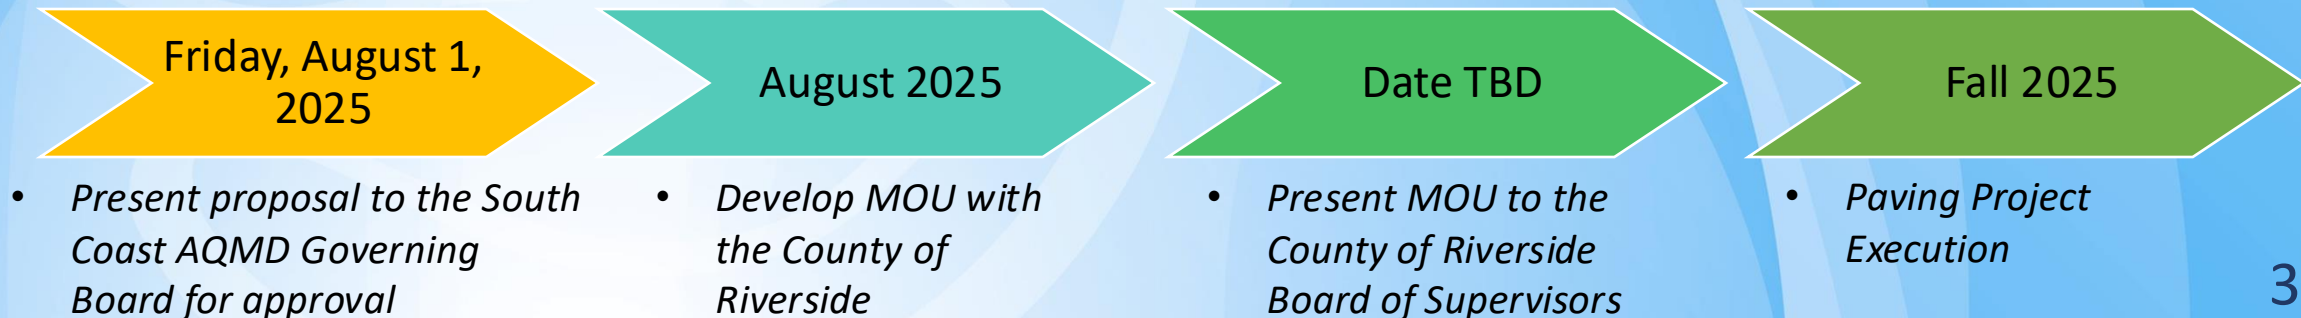 Friday, August 1,
2025
August 2025
Date TBD
Fall 2025
• Present proposal to the South
Coast AQMD Governing
Board for approval
• Develop MOU with
the County of
Riverside
• Present MOU to the
County of Riverside
Board of Supervisors
• Paving Project
Execution
3